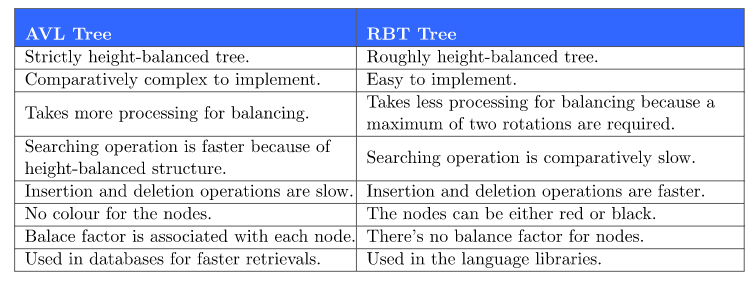 AVL Tree RBT Tree
Strictly height-balanced tree. Roughly height-balanced tree.
Comparatively complex to implement. Easy to implement.
Takes more processing for balancing. Takes less processing for balancing because a
maximum of two rotations are required.
Searching operation is faster because of
height-balanced structure. Searching operation is comparatively slow.
Insertion and deletion operations are slow. Insertion and deletion operations are faster.
No colour for the nodes. The nodes can be either red or black.
Balace factor is associated with each node. There's no balance factor for nodes.
Used in databases for faster retrievals. Used in the language libraries.